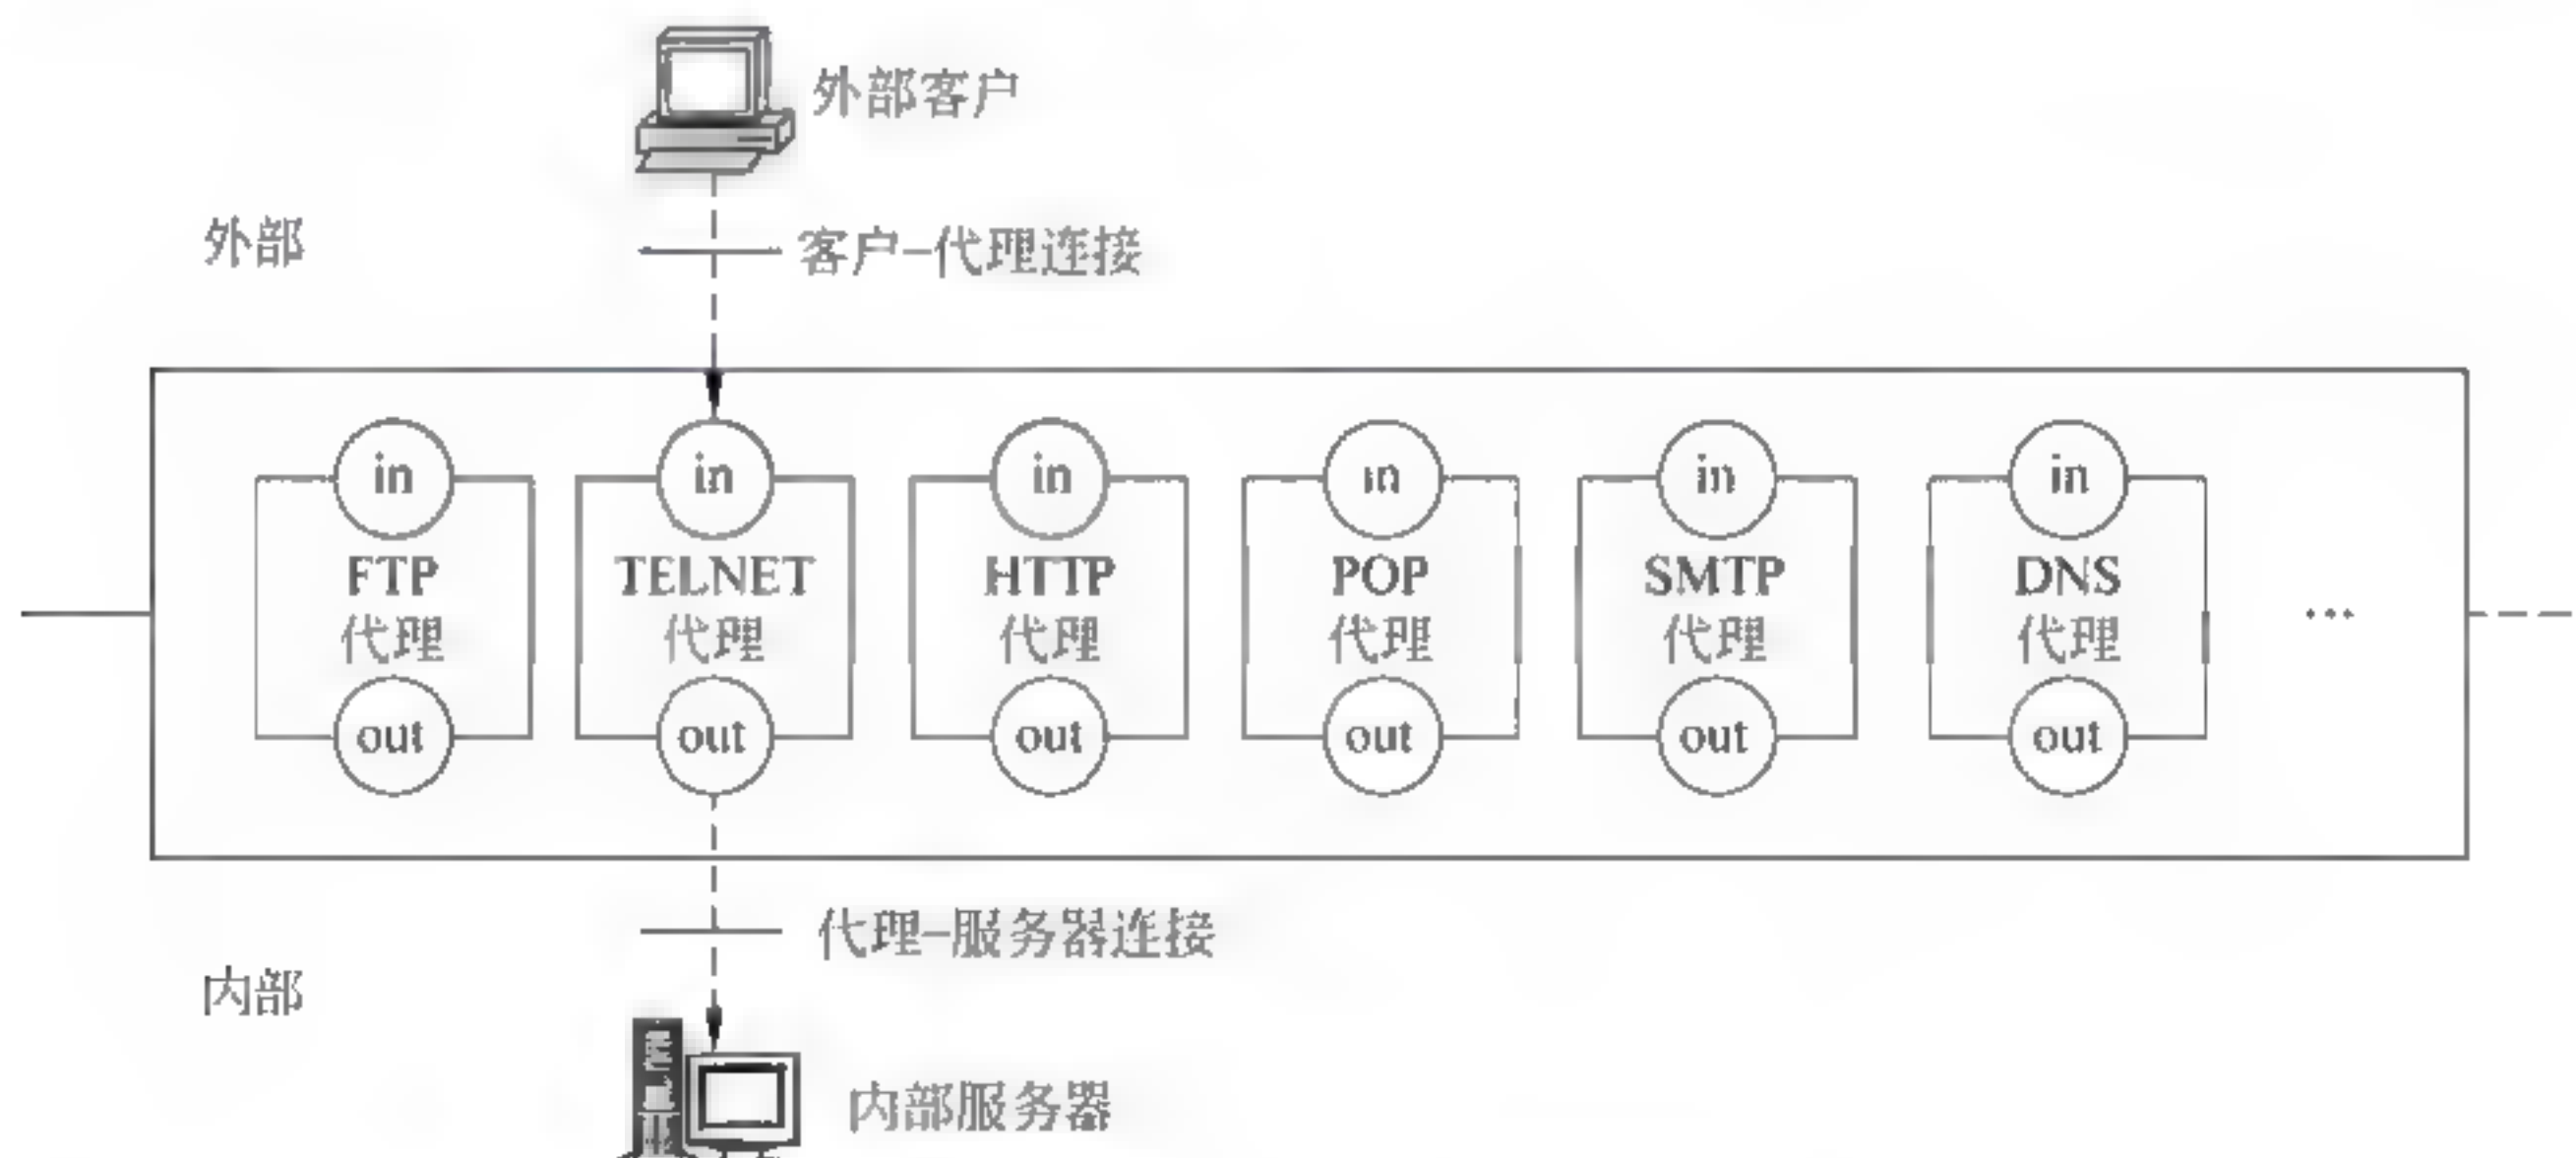 外部客户
外部
客户-代理连接
in in in in in in
FTP TELNET HTTP POP SMTP DNS
代理 代理 代理 代理 代理 代理 …
out out out out out out
代理-服务器连接
内部
内部服务器